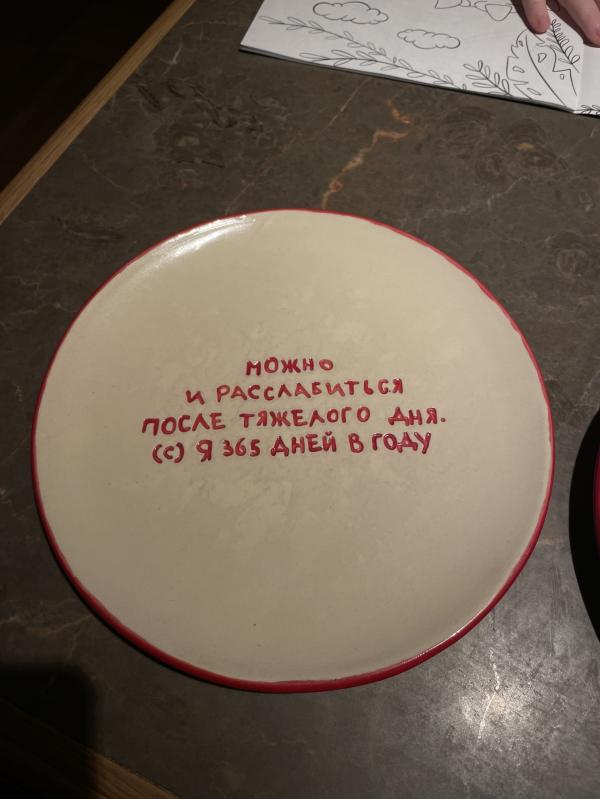 МОЖНО
И РАССЛАБИТЬСЯ
ПОСЛЕ ТЯЖЕЛОГО ДНЯ.
(С) Я 365 ДНЕЙ В ГОДУ